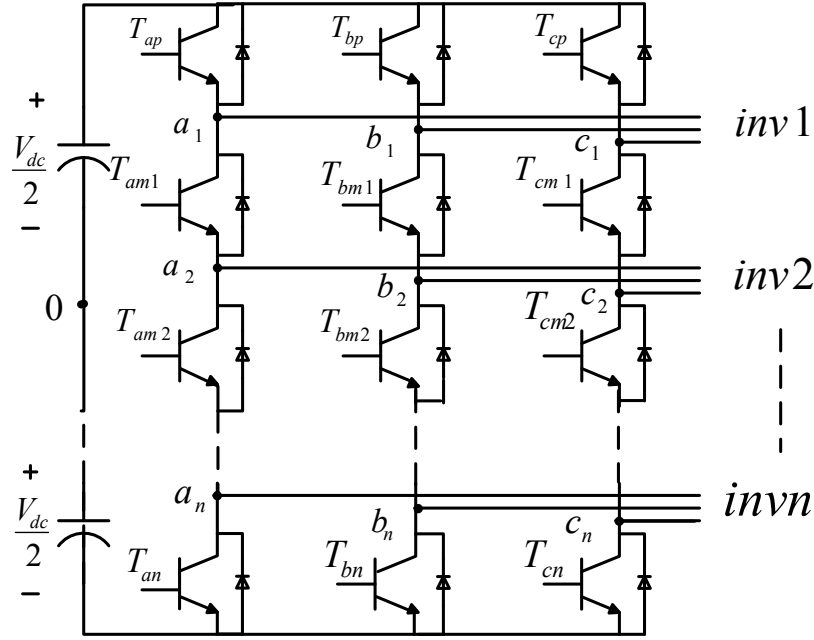 T_ap T_bp T_cp
+
a_1 b_1 c_1 inv1
V_dc
2
T_am1 T_bm1 T_cm1
−
a_2 b_2 c_2 inv2
0
T_am2 T_bm2 T_cm2
+
a_n b_n c_n invn
V_dc
2
T_an T_bn T_cn
−